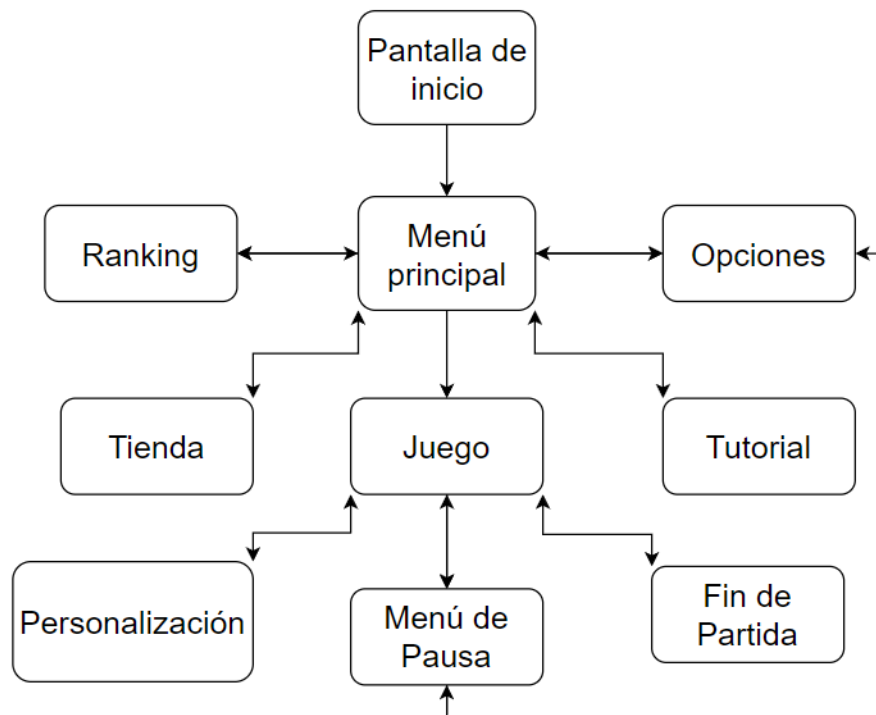 Pantalla de
inicio
Ranking
Menú
principal
Opciones
Tienda
Juego
Tutorial
Personalización
Menú de
Pausa
Fin de
Partida